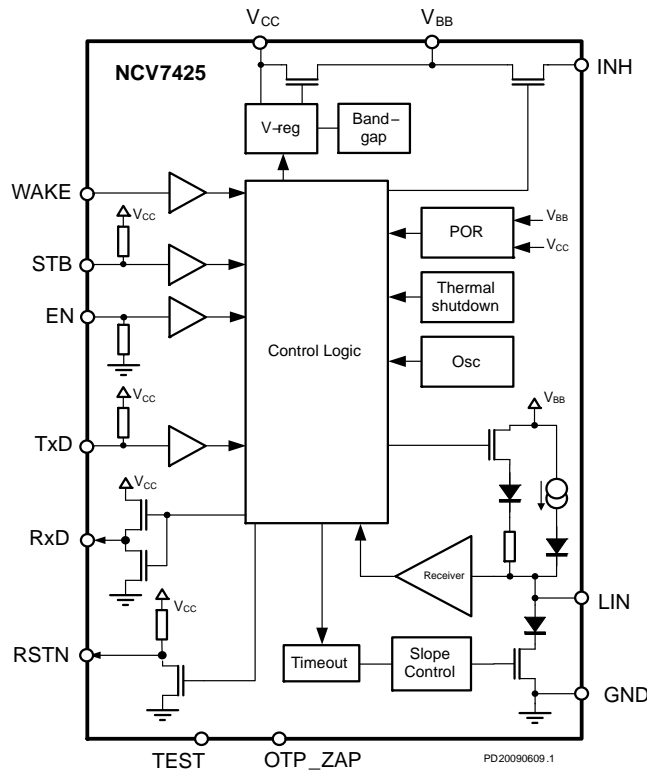 VCC
VBB
NCV7425
INH
V–reg
Band–
gap
WAKE
VCC
STB
EN
POR
VBB
VCC
Thermal
shutdown
Control Logic
Osc
VCC
TxD
VBB
VCC
RxD
Receiver
LIN
VCC
RSTN
Timeout
Slope
Control
GND
TEST
OTP_ZAP
PD20090609.1